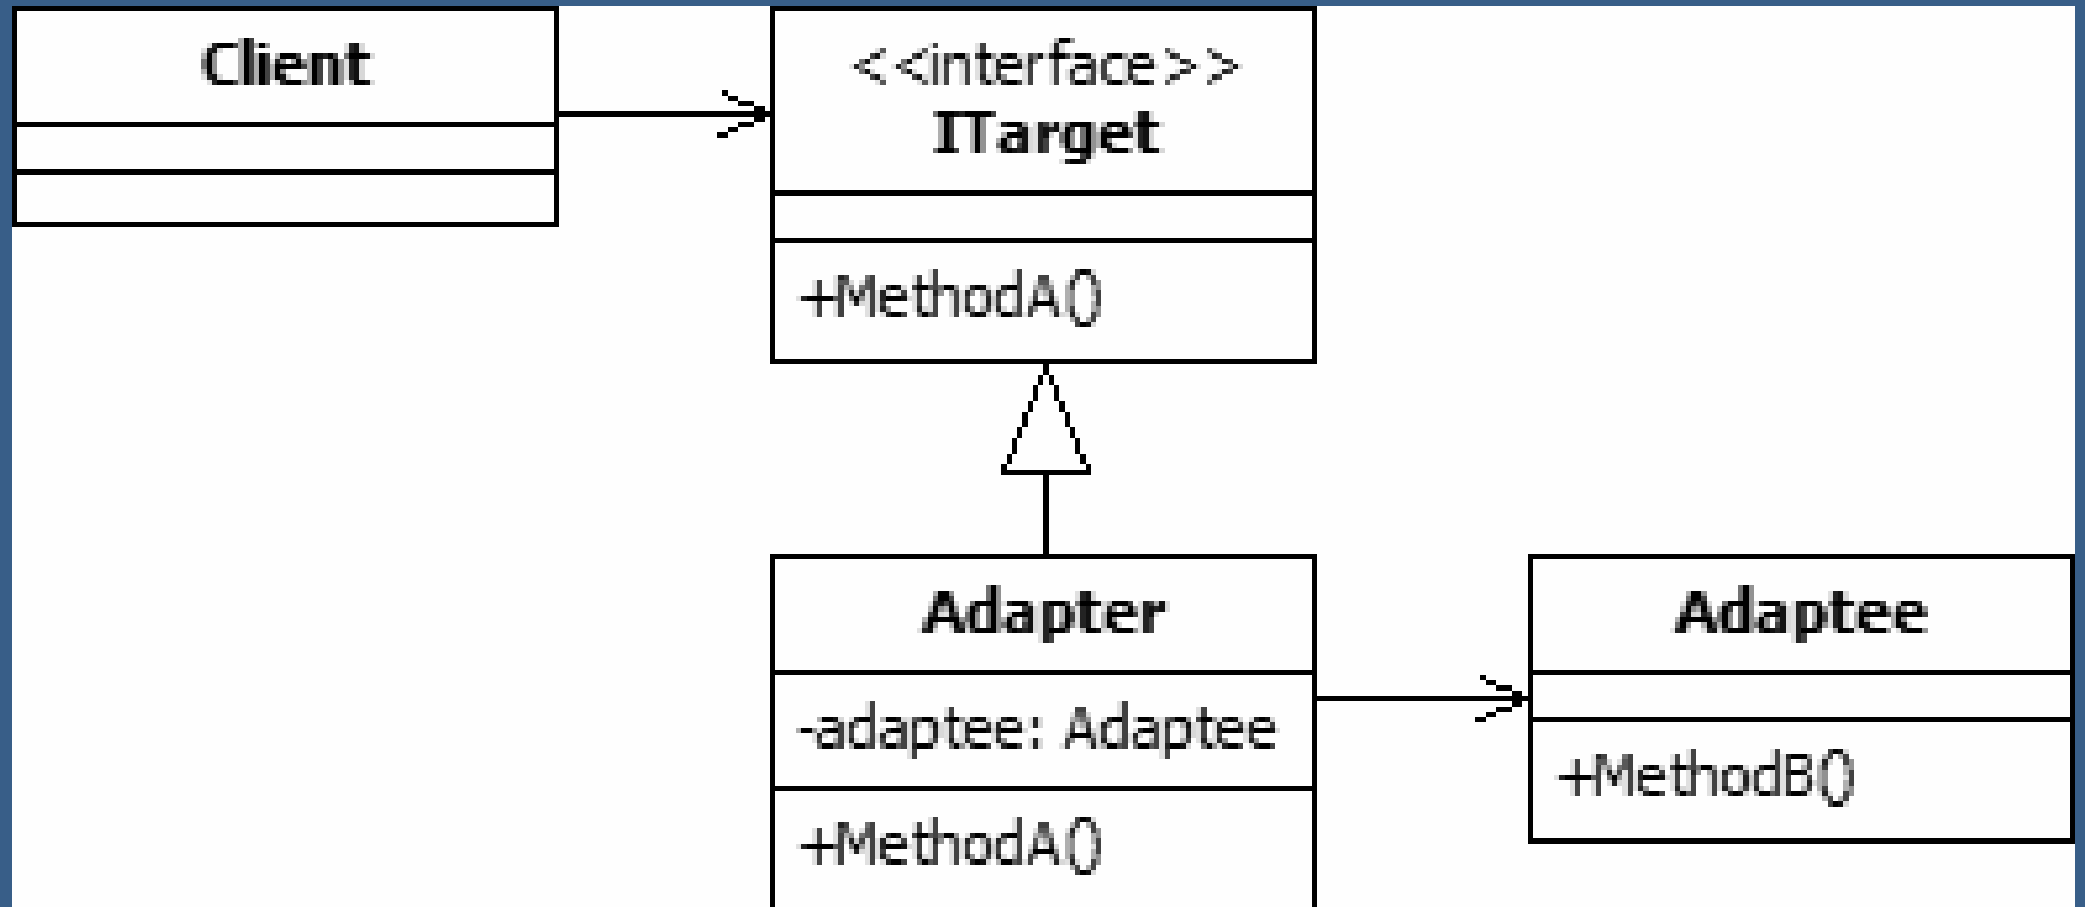 Client
<<interface>>
ITarget
+MethodA()
Adapter
-adaptee: Adaptee
+MethodA()
Adaptee
+MethodB()